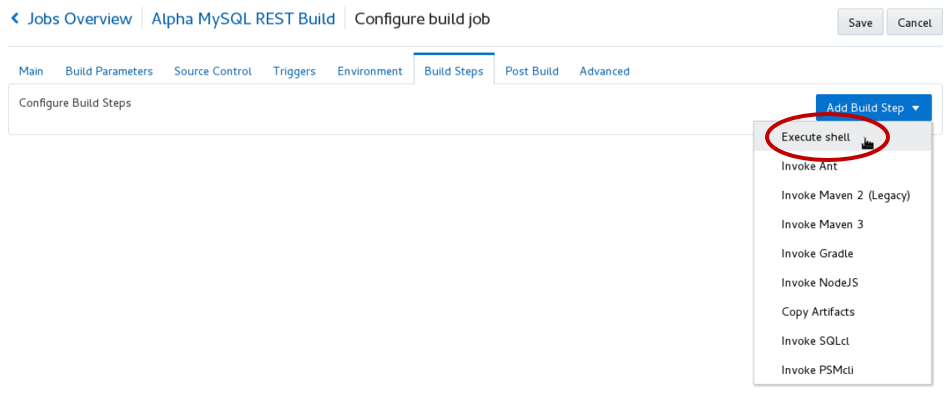 Jobs Overview Alpha MySQL REST Build Configure build job Save Cancel
Main Build Parameters Source Control Triggers Environment Build Steps Post Build Advanced
Configure Build Steps Add Build Step
Execute shell
Invoke Ant
Invoke Maven 2 (Legacy)
Invoke Maven 3
Invoke Gradle
Invoke NodeJS
Copy Artifacts
Invoke SQLcl
Invoke PSMcli